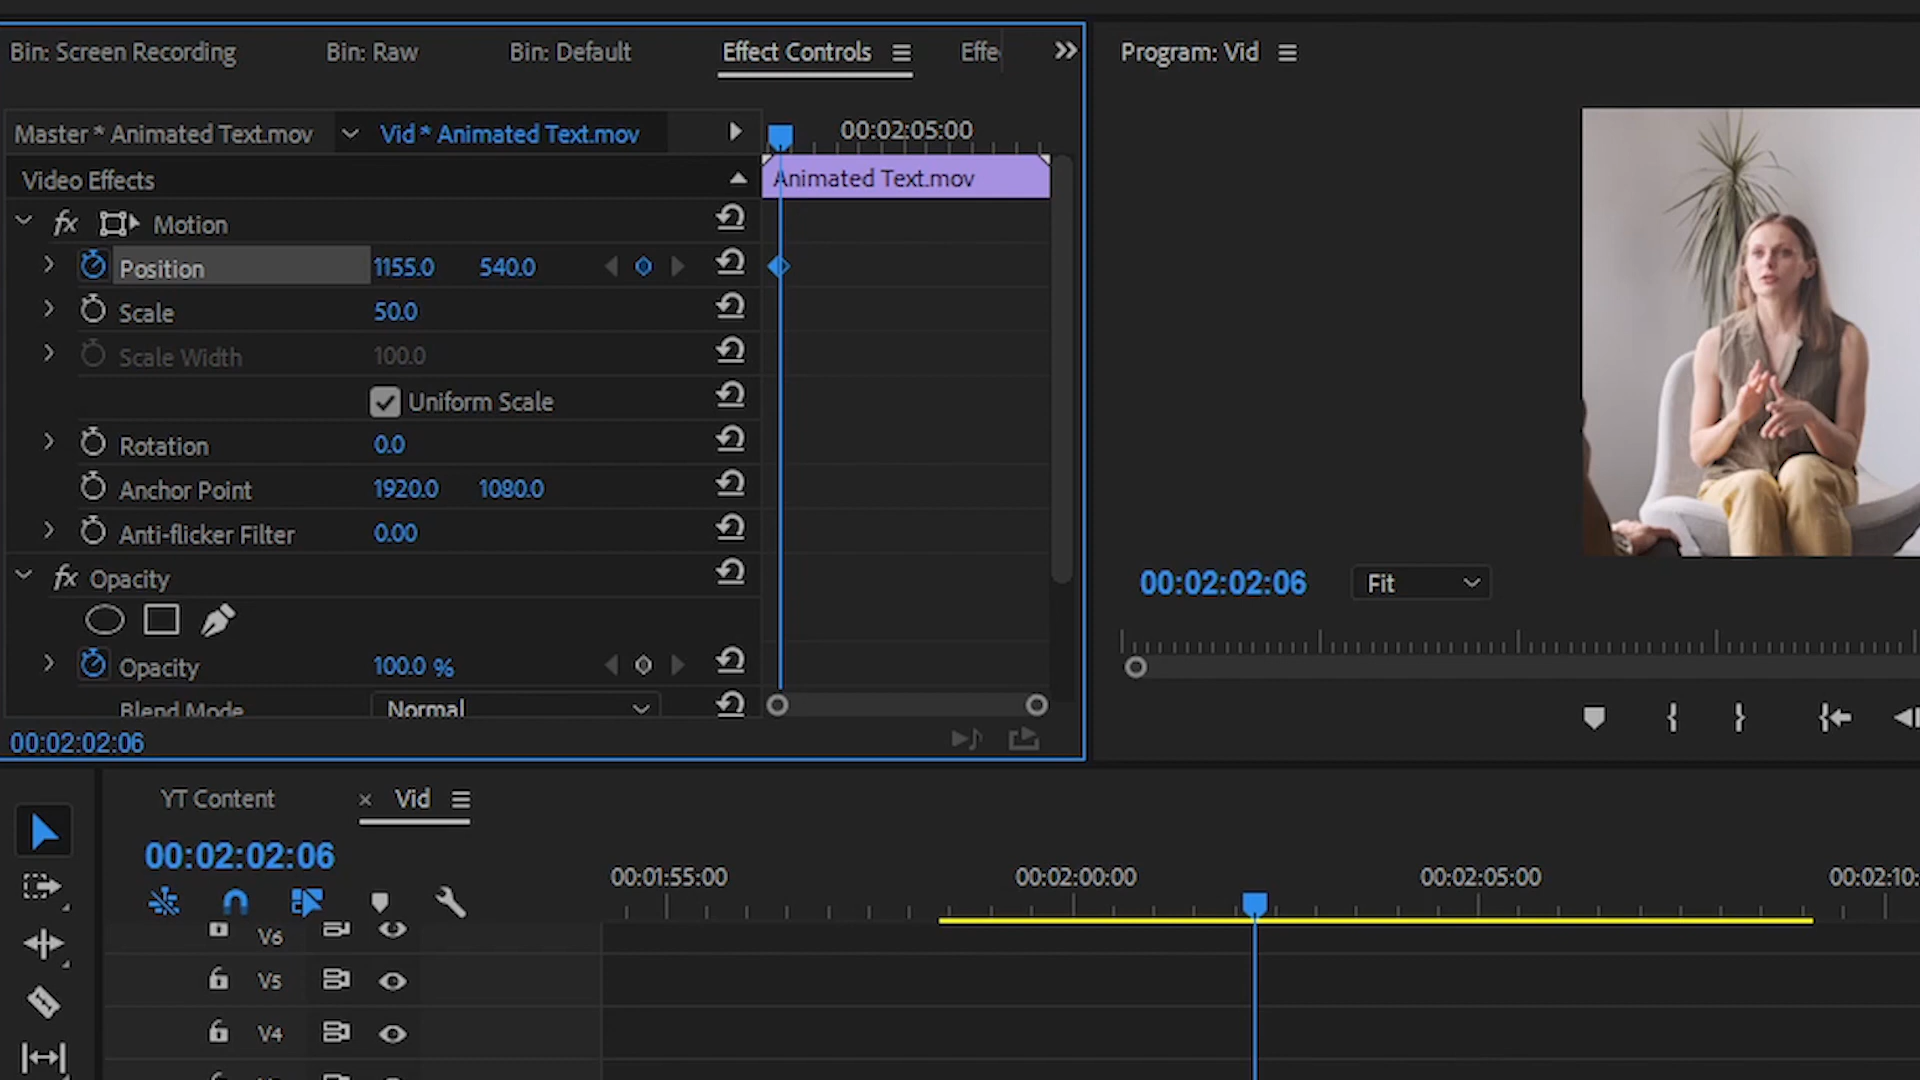 Bin: Screen Recording Bin: Raw Bin: Default Effect Controls Effe
Program: Vid
Master * Animated Text.mov Vid * Animated Text.mov 00:02:05:00
Video Effects Animated Text.mov
fx Motion
Position 1155.0 540.0
Scale 50.0
Scale Width 100.0
Uniform Scale
Rotation 0.0
Anchor Point 1920.0 1080.0
Anti-flicker Filter 0.00
fx Opacity
Opacity 100.0 %
Blend Mode Normal
00:02:02:06
00:02:02:06 Fit
YT Content × Vid
00:02:02:06
00:01:55:00 00:02:00:00 00:02:05:00 00:02:10:
V6
V5
V4